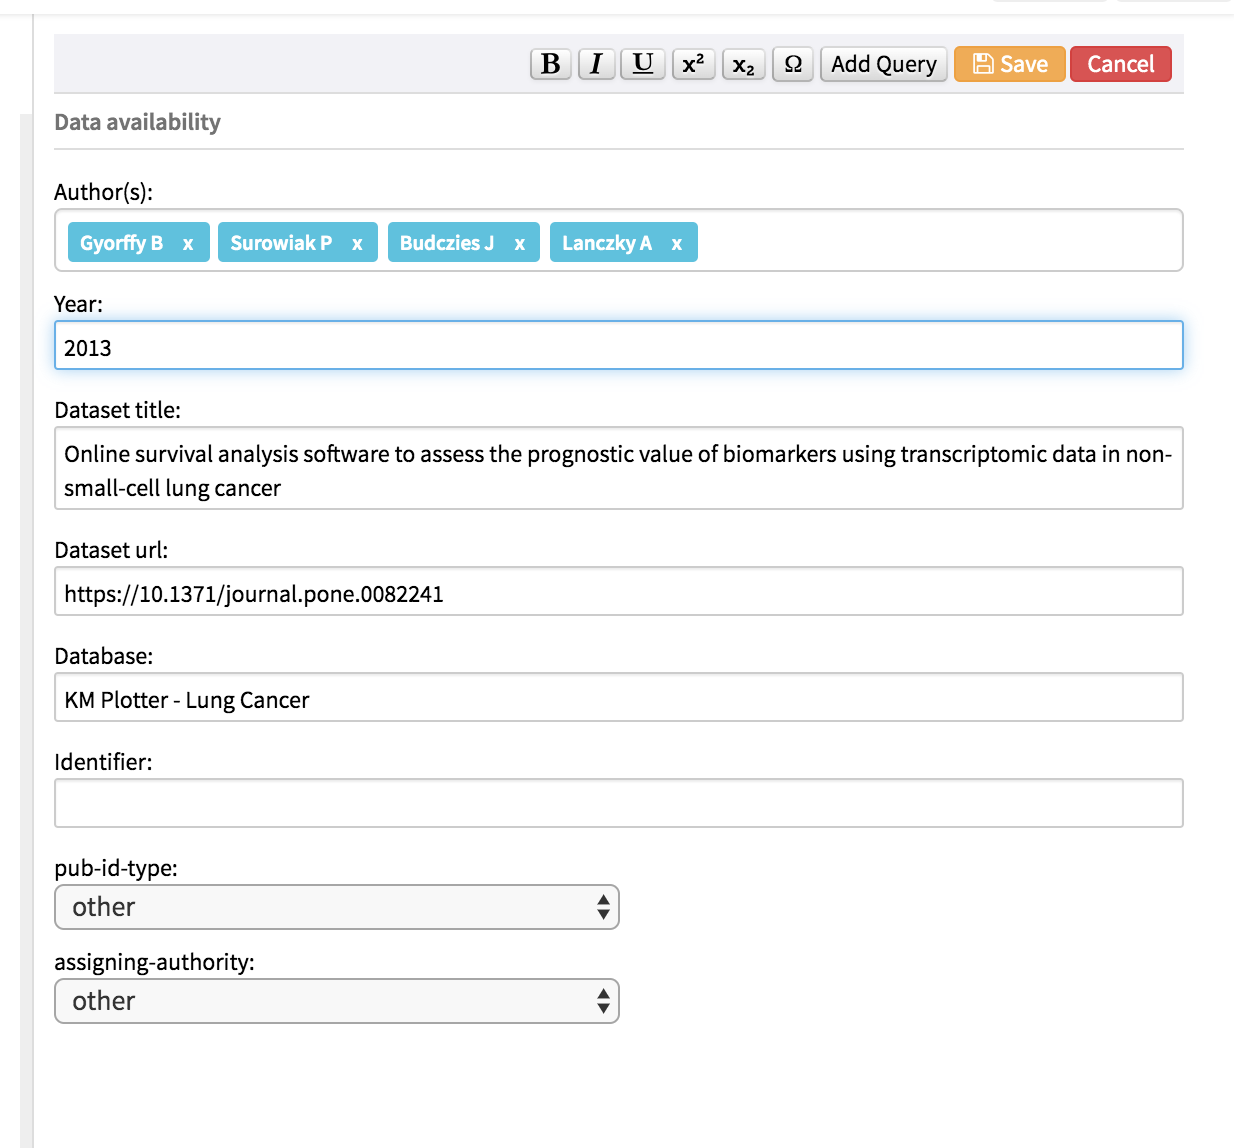 B I U x² x₂ Ω Add Query Save Cancel
Data availability
Author(s):
Gyorffy B x Surowiak P x Budczies J x Lanczky A x
Year:
2013
Dataset title:
Online survival analysis software to assess the prognostic value of biomarkers using transcriptomic data in non-
small-cell lung cancer
Dataset url:
https://10.1371/journal.pone.0082241
Database:
KM Plotter - Lung Cancer
Identifier:
pub-id-type:
other
assigning-authority:
other